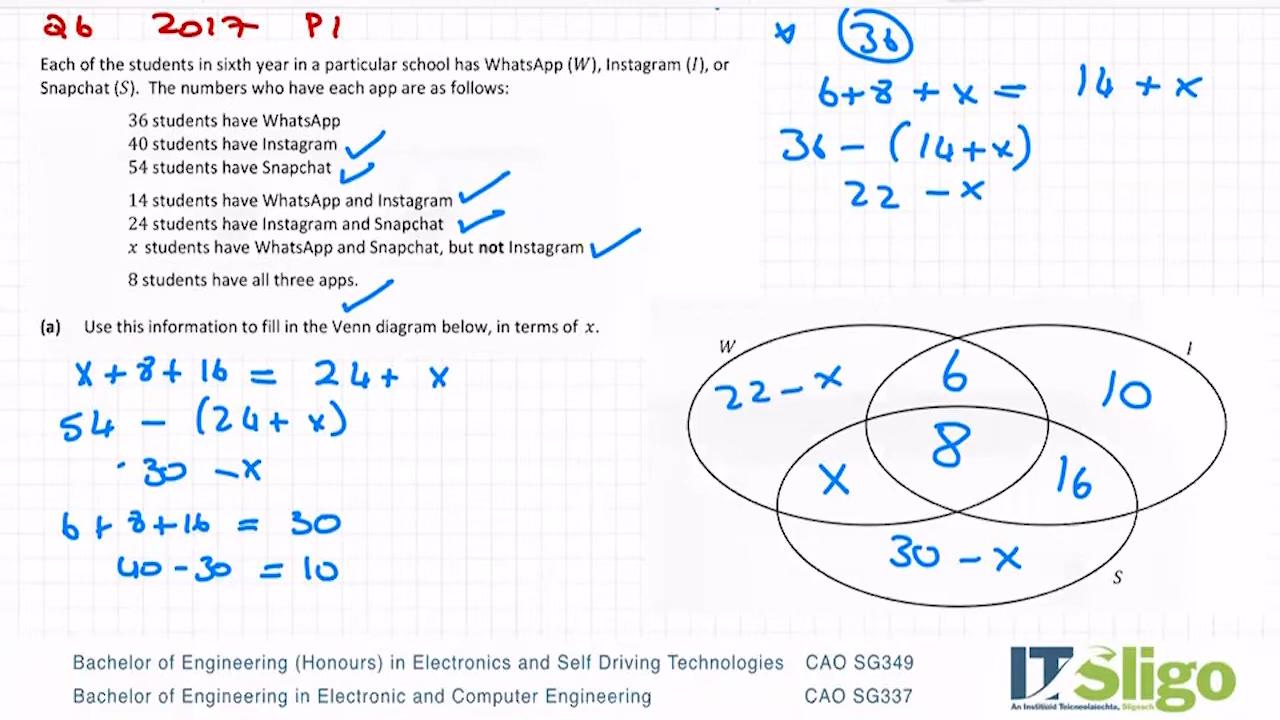 Q6 2017 P1
Each of the students in sixth year in a particular school has WhatsApp (W), Instagram (I), or
Snapchat (S). The numbers who have each app are as follows:
36 students have WhatsApp
40 students have Instagram
54 students have Snapchat
14 students have WhatsApp and Instagram
24 students have Instagram and Snapchat
x students have WhatsApp and Snapchat, but not Instagram
8 students have all three apps.
(a) Use this information to fill in the Venn diagram below, in terms of x.
x + 8 + 16 = 24 + x
54 - (24 + x)
30 - x
6 + 8 + 16 = 30
40 - 30 = 10
36
6 + 8 + x = 14 + x
36 - (14 + x)
22 - x
W
I
22 - x
6
10
8
x
16
30 - x
S
Bachelor of Engineering (Honours) in Electronics and Self Driving Technologies CAO SG349
Bachelor of Engineering in Electronic and Computer Engineering CAO SG337
IT Sligo
An Institiúid Teicneolaíochta, Sligeach